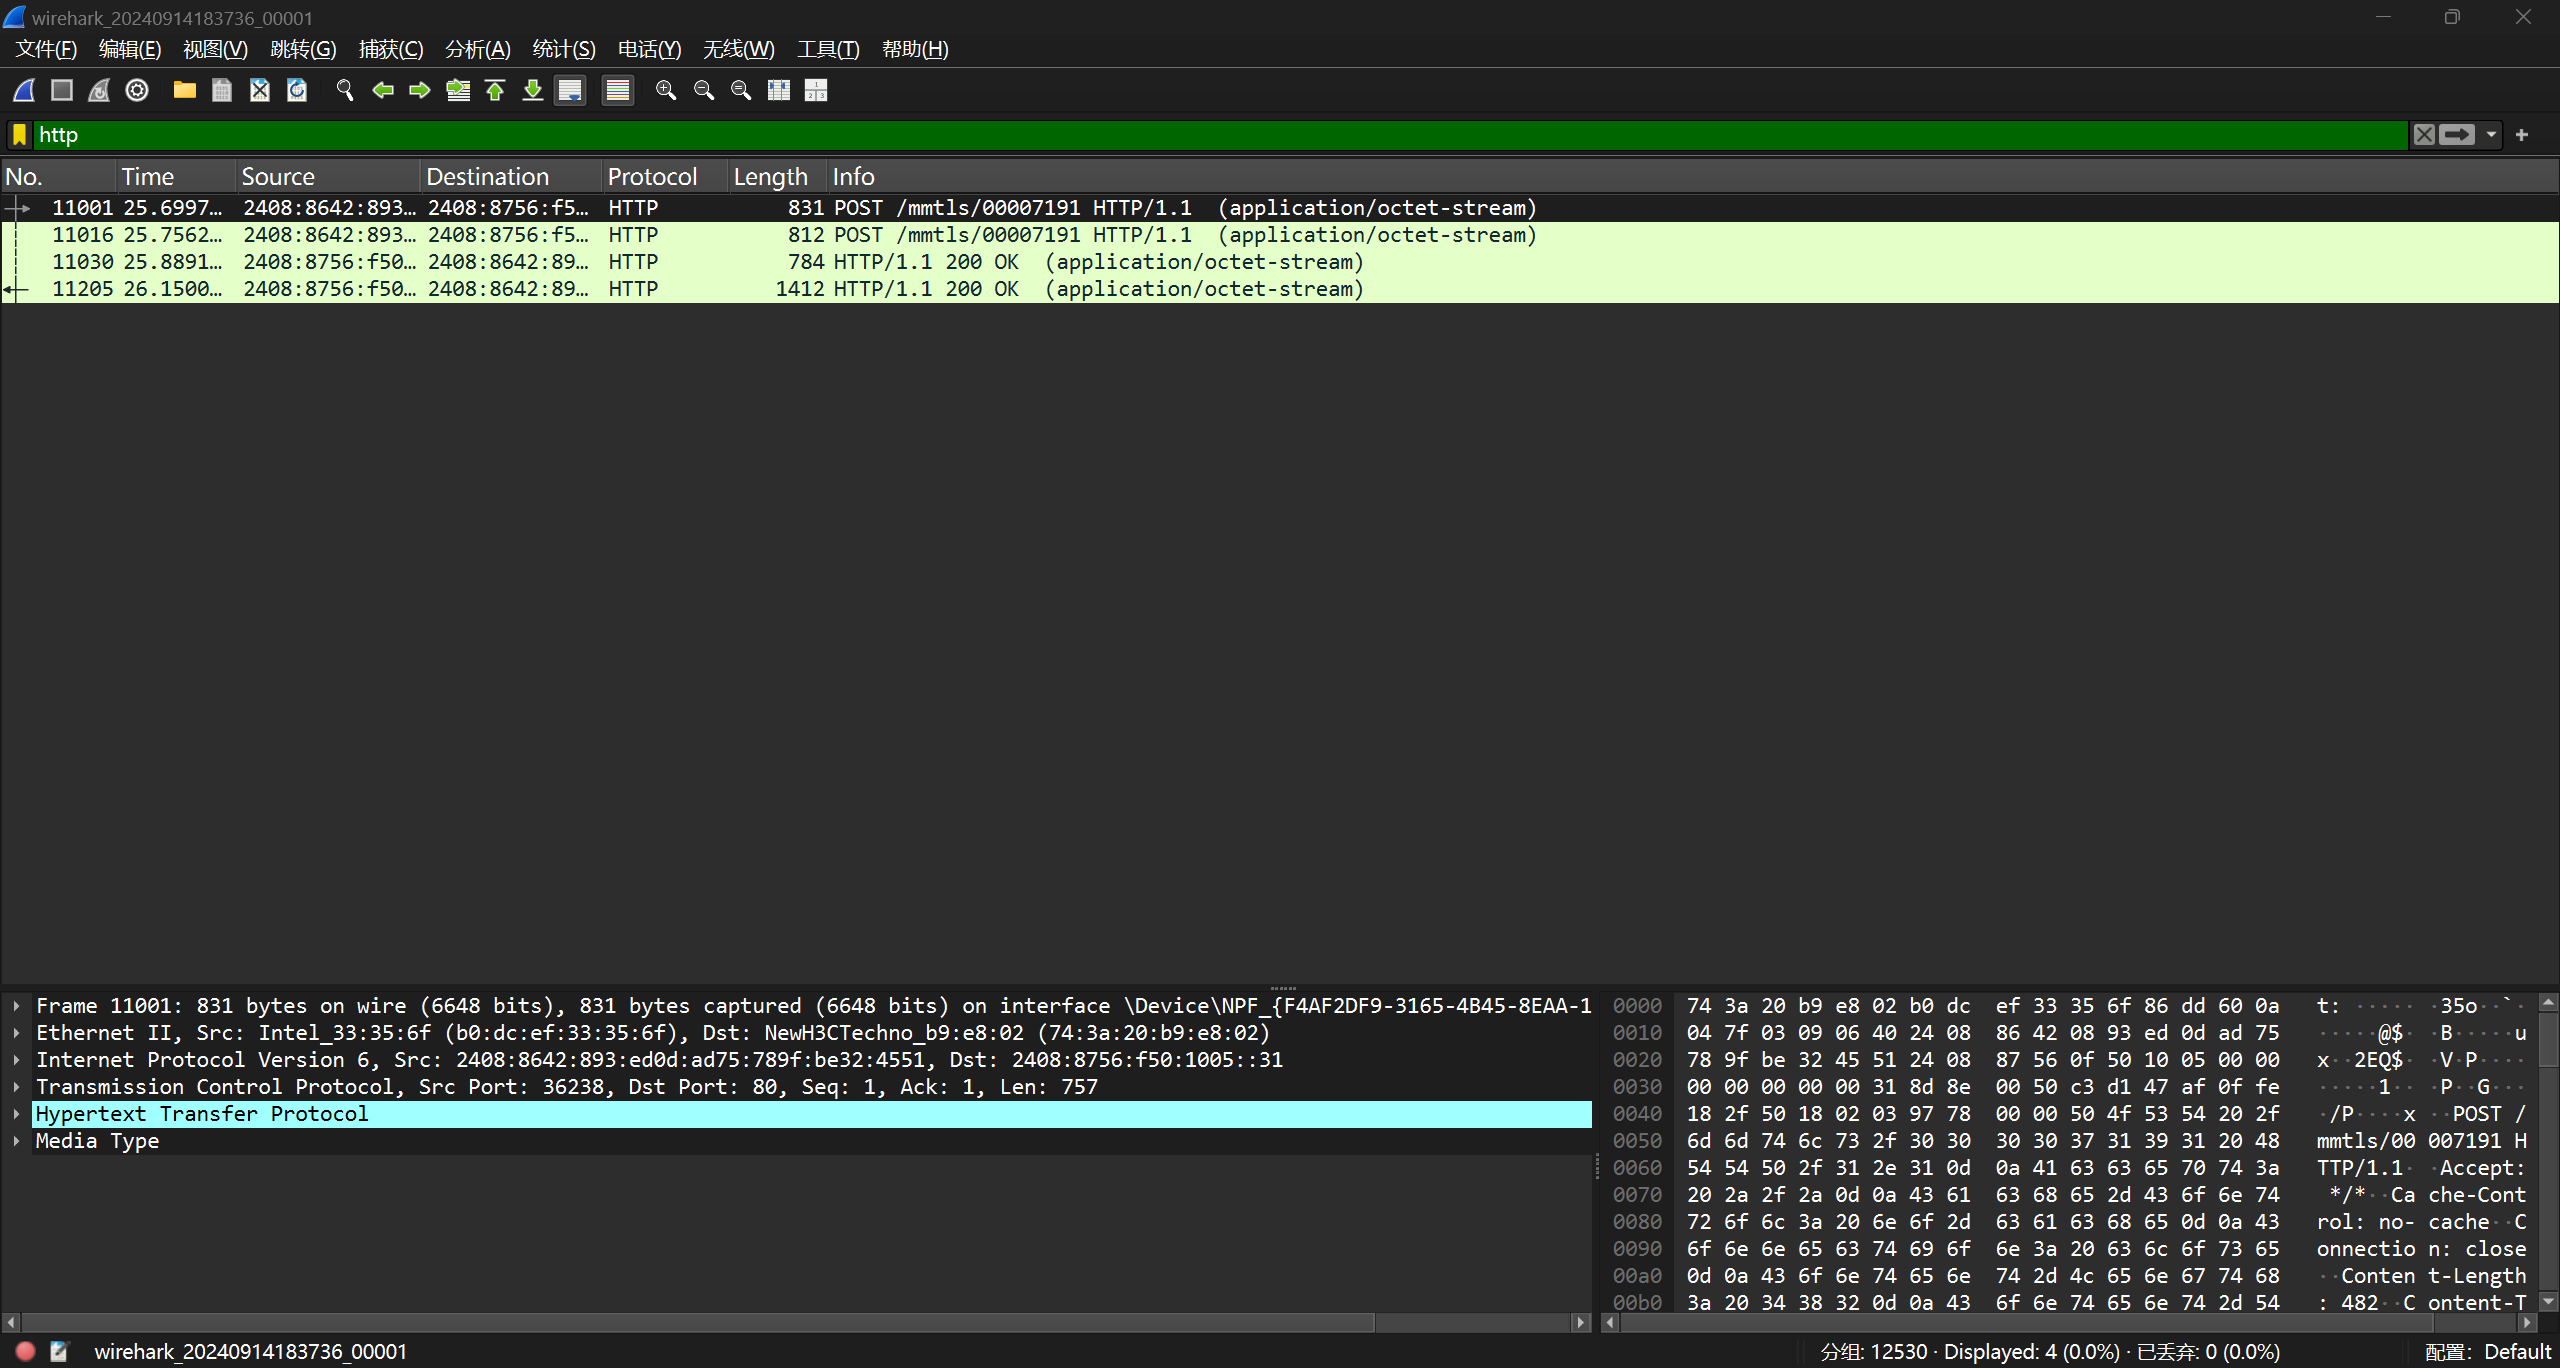 wirehark_20240914183736_00001
文件(F) 编辑(E) 视图(V) 跳转(G) 捕获(C) 分析(A) 统计(S) 电话(Y) 无线(W) 工具(T) 帮助(H)
http
No. Time Source Destination Protocol Length Info
11001 25.6997… 2408:8642:893… 2408:8756:f5… HTTP 831 POST /mmtls/00007191 HTTP/1.1 (application/octet-stream)
11016 25.7562… 2408:8642:893… 2408:8756:f5… HTTP 812 POST /mmtls/00007191 HTTP/1.1 (application/octet-stream)
11030 25.8891… 2408:8756:f50… 2408:8642:89… HTTP 784 HTTP/1.1 200 OK (application/octet-stream)
11205 26.1500… 2408:8756:f50… 2408:8642:89… HTTP 1412 HTTP/1.1 200 OK (application/octet-stream)
Frame 11001: 831 bytes on wire (6648 bits), 831 bytes captured (6648 bits) on interface \Device\NPF_{F4AF2DF9-3165-4B45-8EAA-1
Ethernet II, Src: Intel_33:35:6f (b0:dc:ef:33:35:6f), Dst: NewH3CTechno_b9:e8:02 (74:3a:20:b9:e8:02)
Internet Protocol Version 6, Src: 2408:8642:893:ed0d:ad75:789f:be32:4551, Dst: 2408:8756:f50:1005::31
Transmission Control Protocol, Src Port: 36238, Dst Port: 80, Seq: 1, Ack: 1, Len: 757
Hypertext Transfer Protocol
Media Type
0000 74 3a 20 b9 e8 02 b0 dc ef 33 35 6f 86 dd 60 0a t: ····· ·35o··`·
0010 04 7f 03 09 06 40 24 08 86 42 08 93 ed 0d ad 75 ·····@$· ·B·····u
0020 78 9f be 32 45 51 24 08 87 56 0f 50 10 05 00 00 x··2EQ$· ·V·P····
0030 00 00 00 00 00 31 8d 8e 00 50 c3 d1 47 af 0f fe ·····1·· ·P··G···
0040 18 2f 50 18 02 03 97 78 00 00 50 4f 53 54 20 2f ·/P····x ··POST /
0050 6d 6d 74 6c 73 2f 30 30 30 30 37 31 39 31 20 48 mmtls/00 007191 H
0060 54 54 50 2f 31 2e 31 0d 0a 41 63 63 65 70 74 3a TTP/1.1· ·Accept:
0070 20 2a 2f 2a 0d 0a 43 61 63 68 65 2d 43 6f 6e 74 */*··Ca che-Cont
0080 72 6f 6c 3a 20 6e 6f 2d 63 61 63 68 65 0d 0a 43 rol: no- cache··C
0090 6f 6e 6e 65 63 74 69 6f 6e 3a 20 63 6c 6f 73 65 onnectio n: close
00a0 0d 0a 43 6f 6e 74 65 6e 74 2d 4c 65 6e 67 74 68 ··Conten t-Length
00b0 3a 20 34 38 32 0d 0a 43 6f 6e 74 65 6e 74 2d 54 : 482··C ontent-T
wirehark_20240914183736_00001 分组: 12530 · Displayed: 4 (0.0%) · 已丢弃: 0 (0.0%) 配置: Default